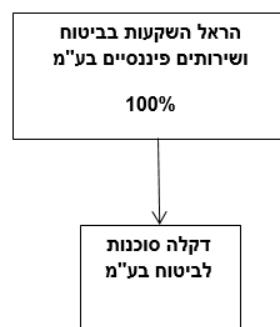 הראל השקעות בביטוח
ושירותים פיננסיים בע"מ
100%
דקלה סוכנות
לביטוח בע"מ